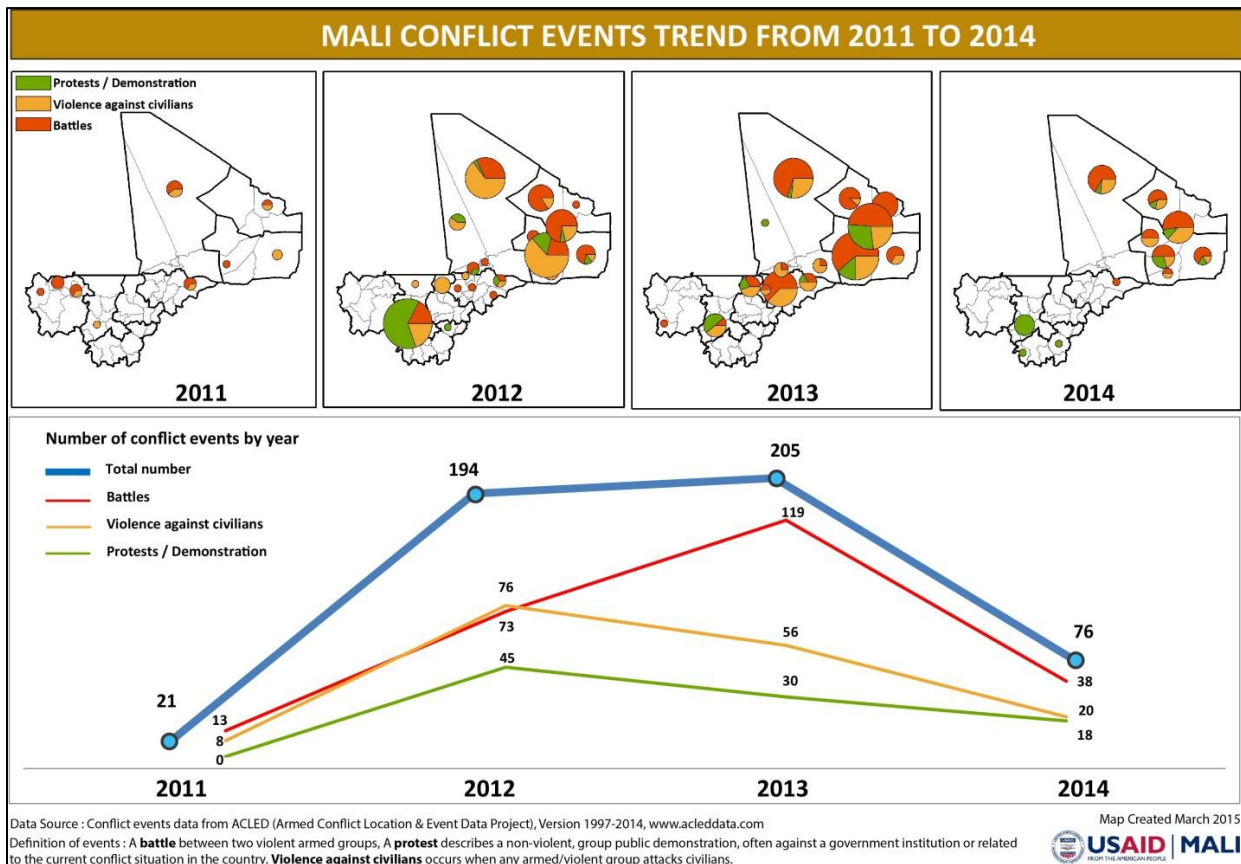 MALI CONFLICT EVENTS TREND FROM 2011 TO 2014
Protests / Demonstration
Violence against civilians
Battles
2011
2012
2013
2014
Number of conflict events by year
Total number
Battles
Violence against civilians
Protests / Demonstration
21
194
205
76
13
8
0
76
73
45
119
56
30
38
20
18
2011
2012
2013
2014
Data Source : Conflict events data from ACLED (Armed Conflict Location & Event Data Project), Version 1997-2014, www.acleddata.com
Definition of events : A battle between two violent armed groups, A protest describes a non-violent, group public demonstration, often against a government institution or related
to the current conflict situation in the country. Violence against civilians occurs when any armed/violent group attacks civilians.
Map Created March 2015
USAID | MALI
FROM THE AMERICAN PEOPLE